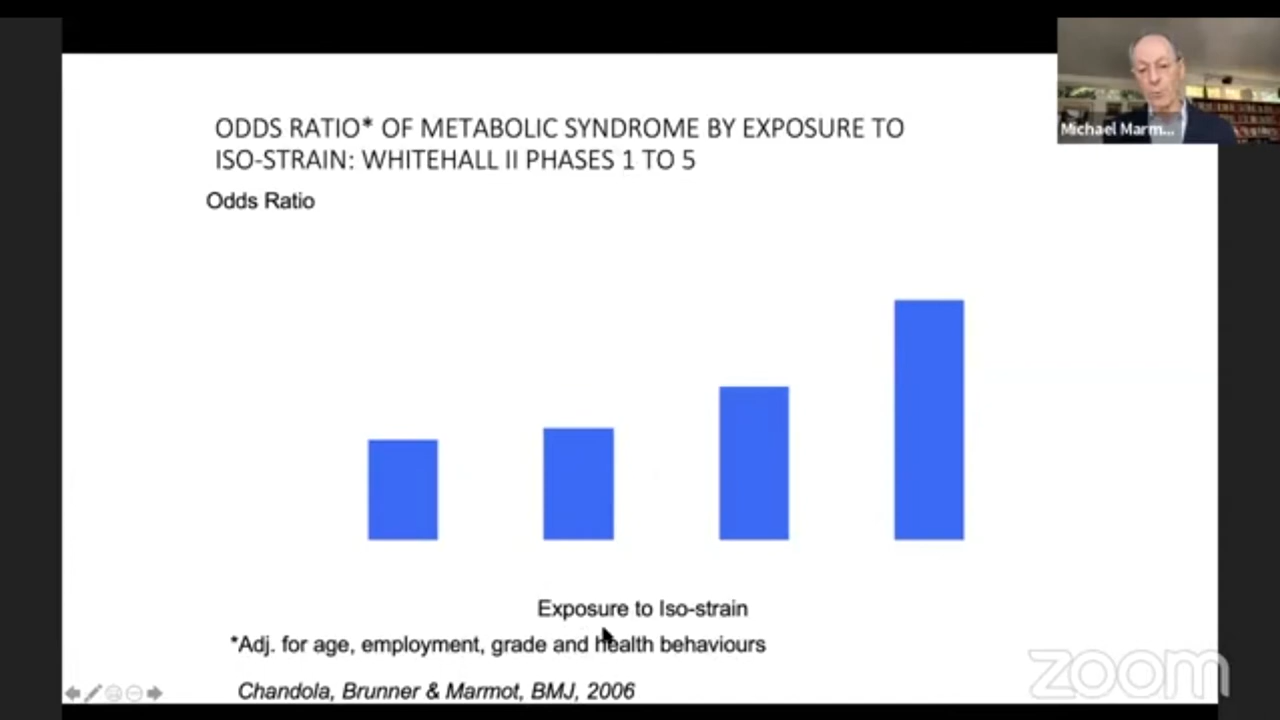 Michael Marm...
ODDS RATIO* OF METABOLIC SYNDROME BY EXPOSURE TO
ISO-STRAIN: WHITEHALL II PHASES 1 TO 5
Odds Ratio
Exposure to Iso-strain
*Adj. for age, employment, grade and health behaviours
Chandola, Brunner & Marmot, BMJ, 2006
zoom